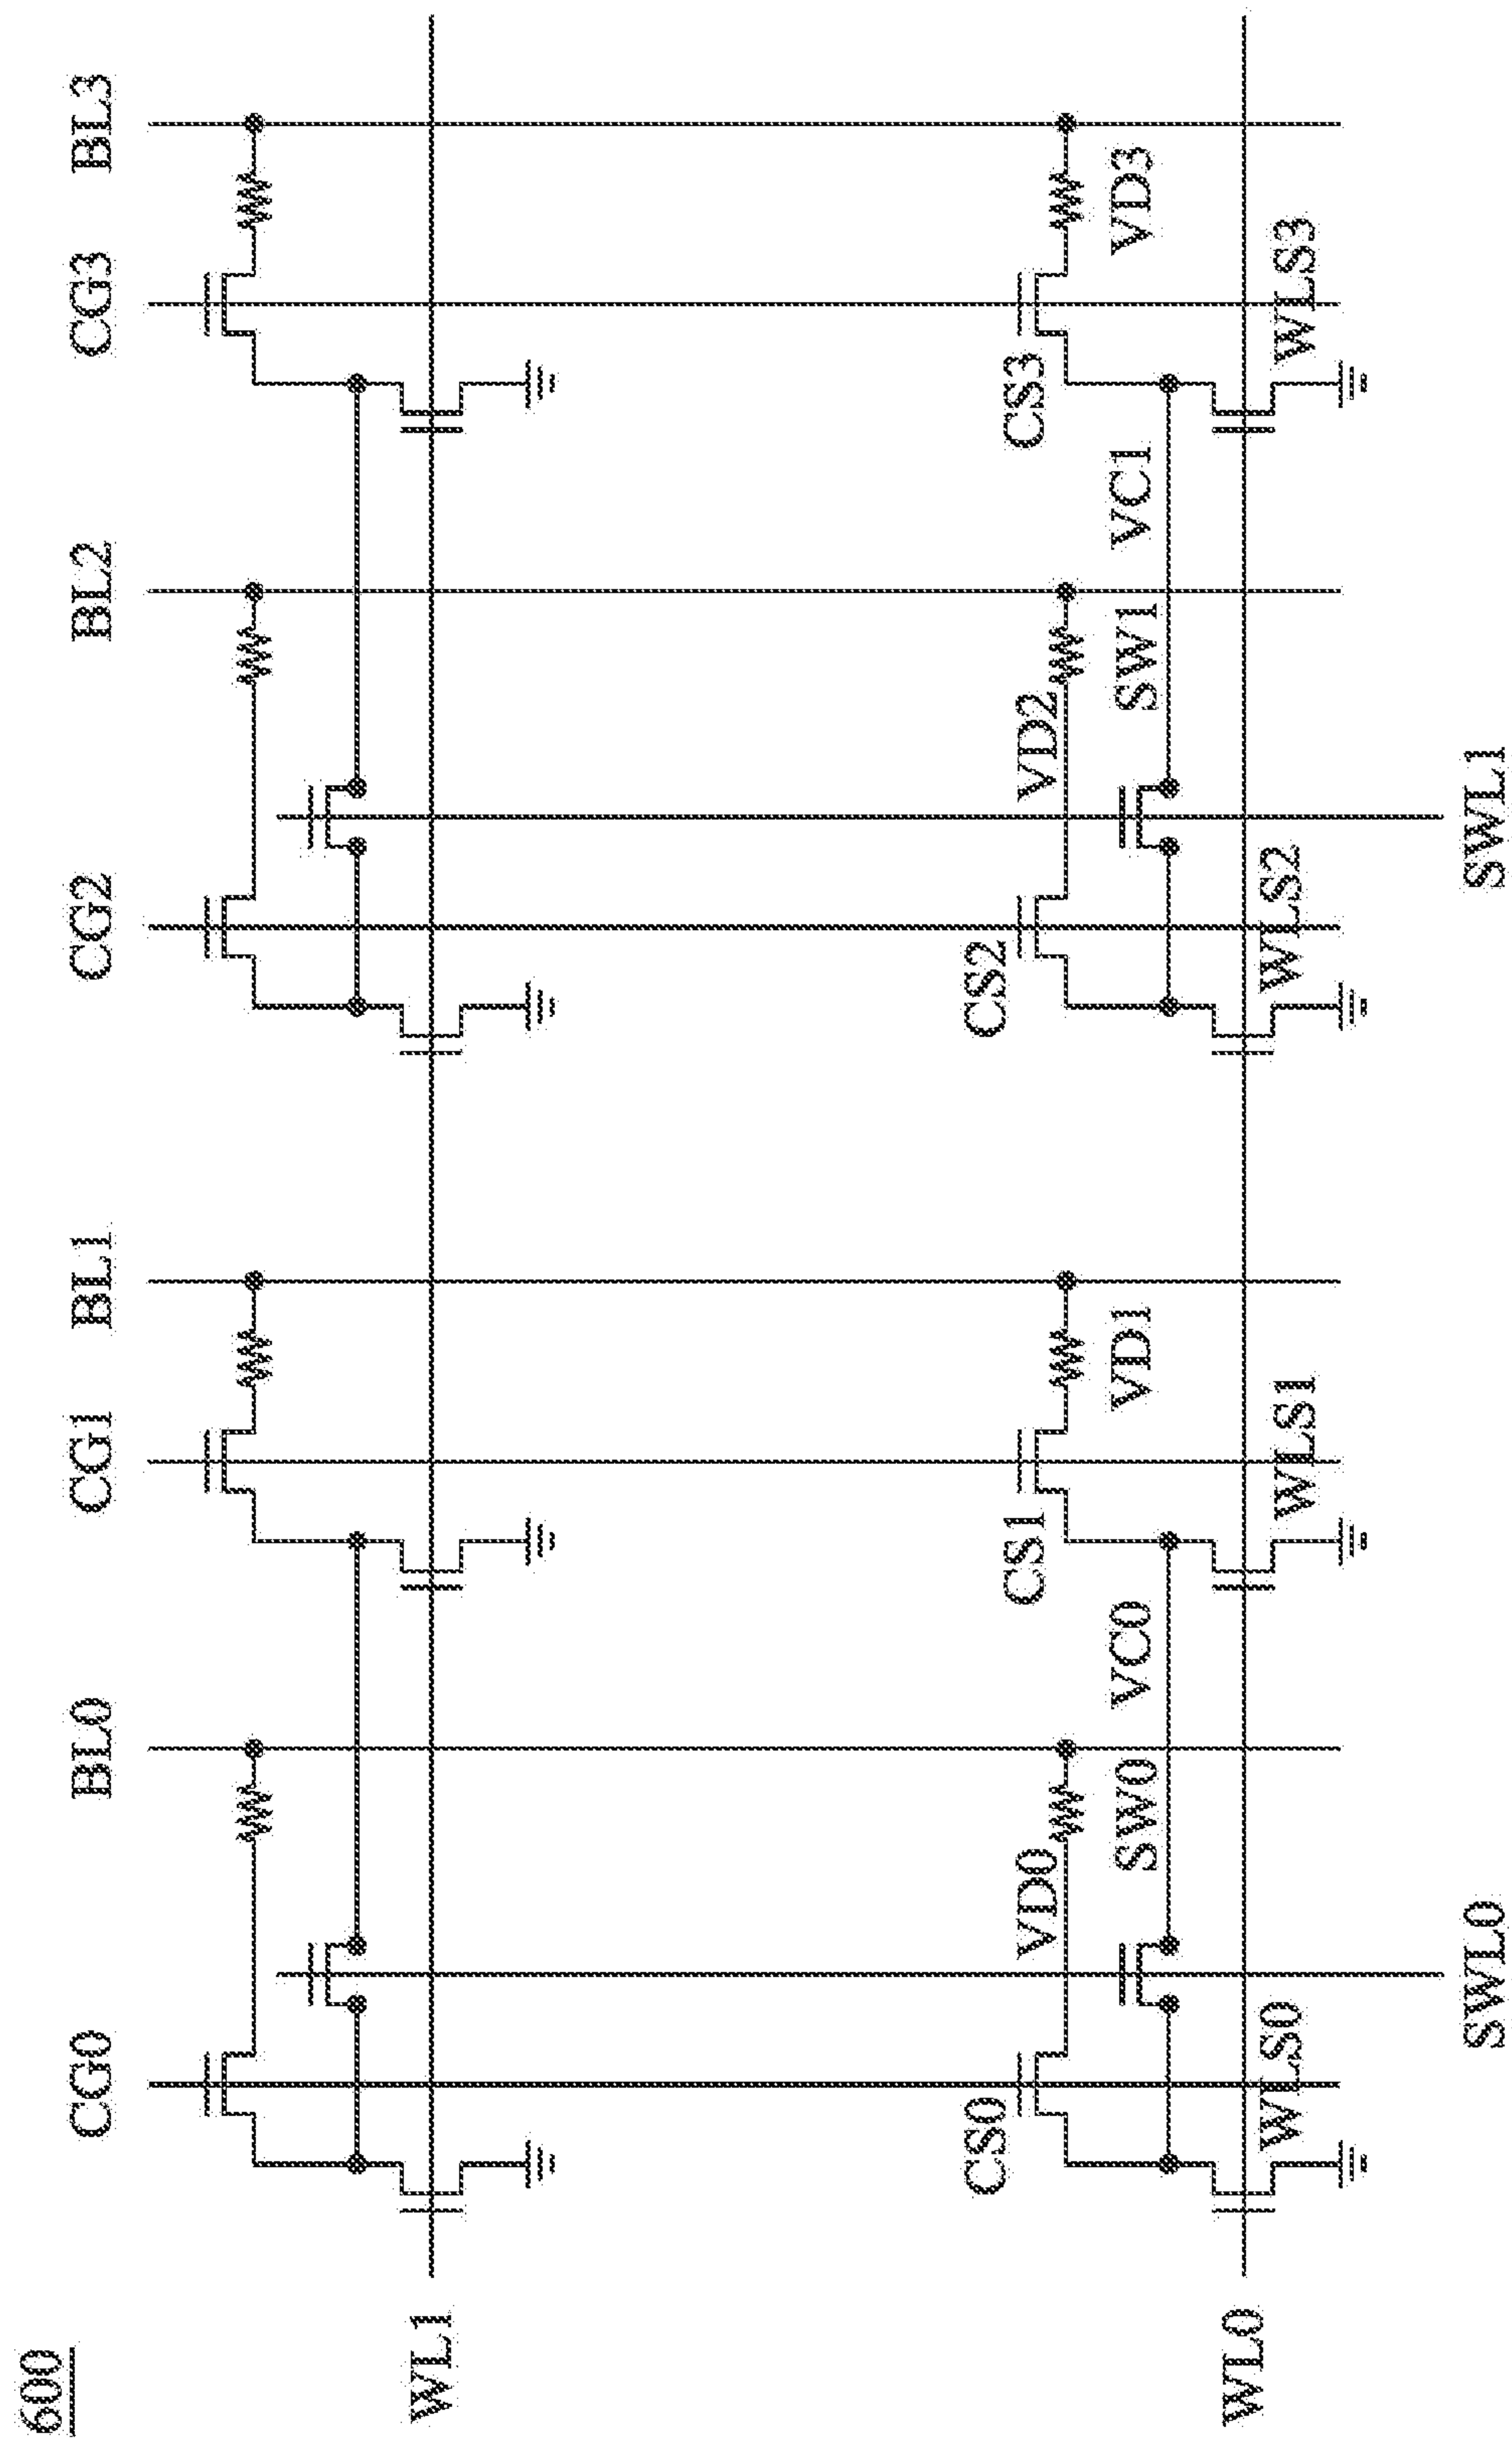 600
CG0 BL0 CG1 BL1 CG2 BL2 CG3 BL3
WL1
CS0 VD0 CS1 CS2 VD2 CS3
SW0 VC0 VD1 SW1 VC1 VD3
WL0
WLS0 WLS1 WLS2 WLS3
SWL0 SWL1